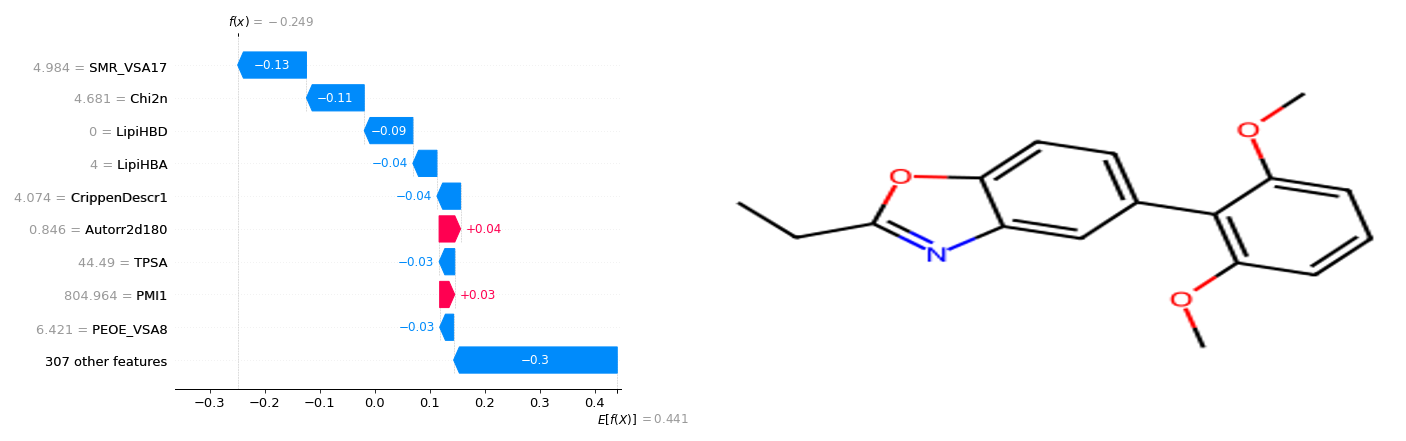 f(x) = −0.249
4.984 = SMR_VSA17 −0.13
4.681 = Chi2n −0.11
0 = LipiHBD −0.09
4 = LipiHBA −0.04
4.074 = CrippenDescr1 −0.04
0.846 = Autorr2d180 +0.04
44.49 = TPSA −0.03
804.964 = PMI1 +0.03
6.421 = PEOE_VSA8 −0.03
307 other features −0.3
−0.3 −0.2 −0.1 0.0 0.1 0.2 0.3 0.4
E[f(X)] = 0.441
O
O
N
O